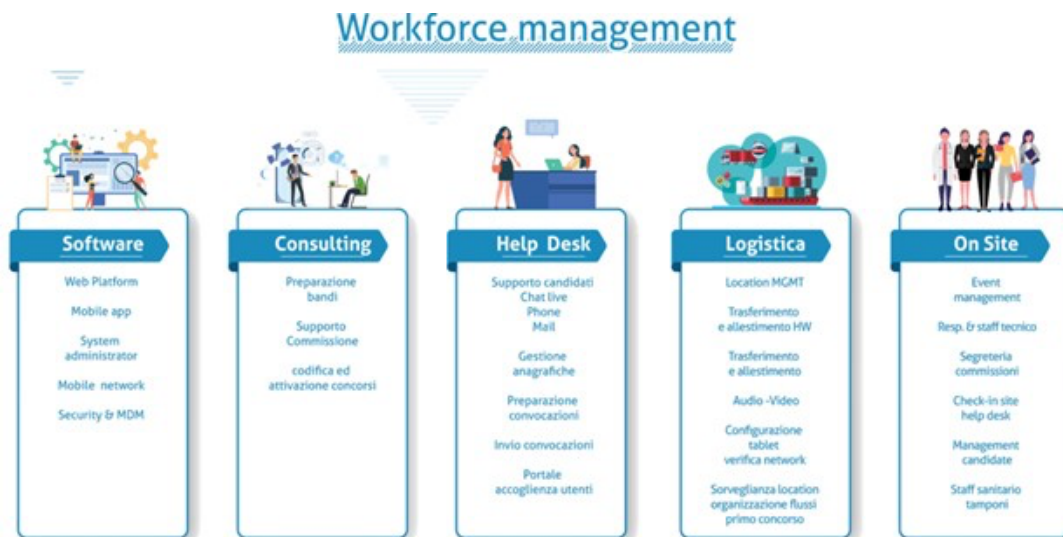 Workforce management
Software
Web Platform
Mobile app
System
administrator
Mobile network
Security & MDM
Consulting
Preparazione
bandi
Supporto
Commissione
codifica ed
attivazione concorsi
Help Desk
Supporto candidati
Chat live
Phone
Mail
Gestione
anagrafiche
Preparazione
convocazioni
Invio convocazioni
Portale
accoglienza utenti
Logistica
Location MGMT
Trasferimento
e allestimento HW
Trasferimento
e allestimento
Audio -Video
Configurazione
tablet
verifica network
Sorveglianza location
organizzazione flussi
primo concorso
On Site
Event
management
Resp. & staff tecnico
Segreteria
commissioni
Check-in site
help desk
Management
candidate
Staff sanitario
tamponi